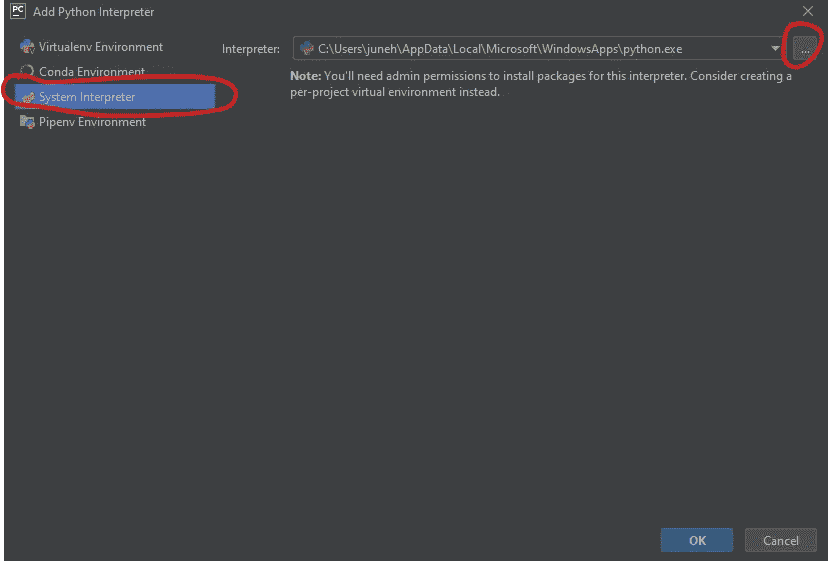 PC Add Python Interpreter
Virtualenv Environment
Conda Environment
System Interpreter
Pipenv Environment
Interpreter: C:\Users\juneh\AppData\Local\Microsoft\WindowsApps\python.exe ...
Note: You'll need admin permissions to install packages for this interpreter. Consider creating a
per-project virtual environment instead.
OK Cancel